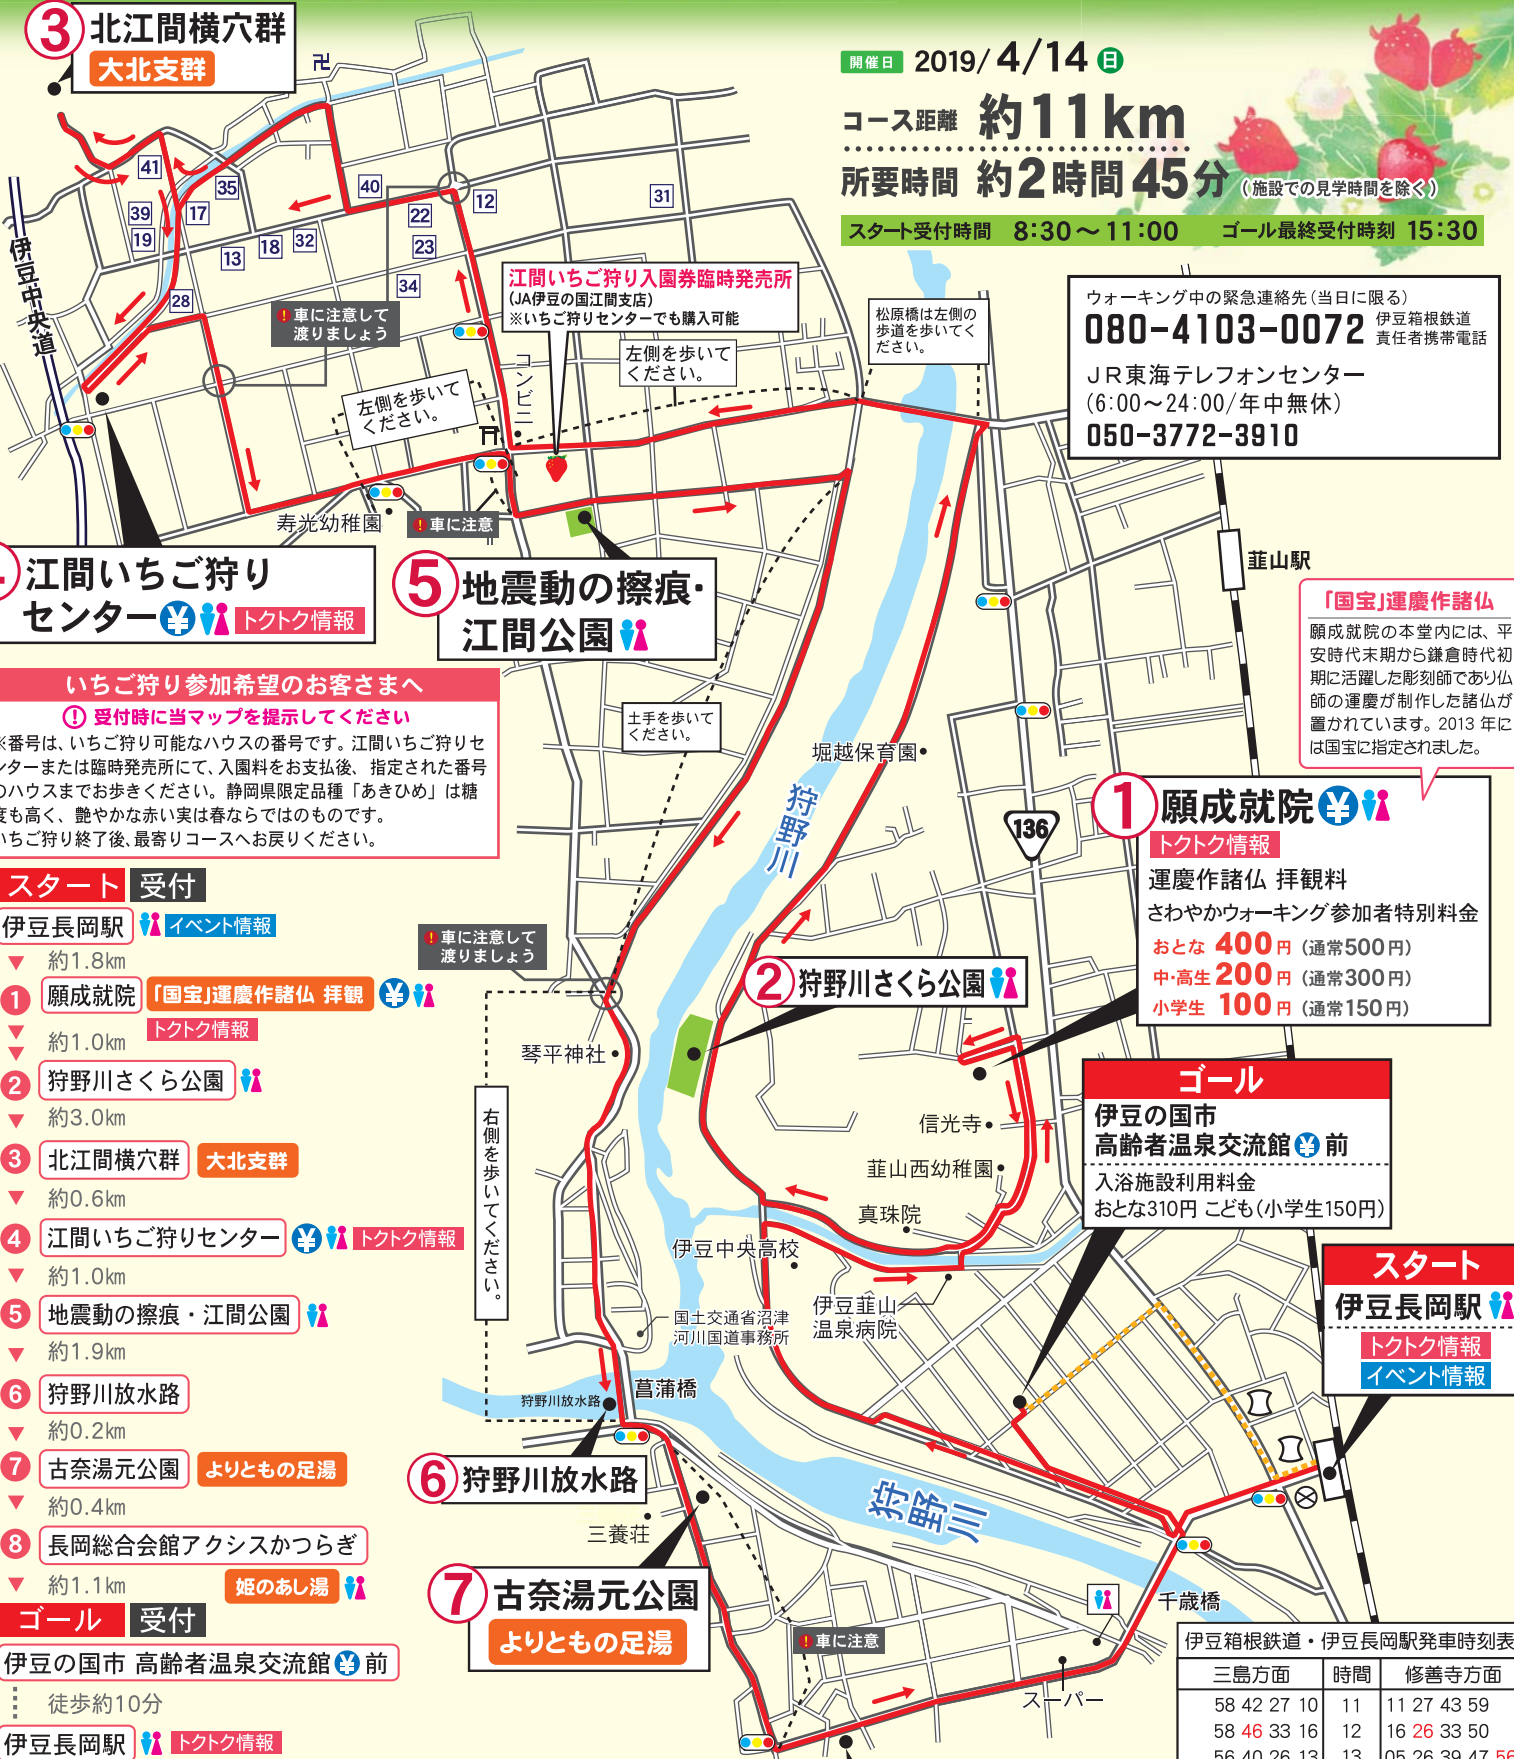 ③北江間横穴群
大北支群
開催日 2019/4/14日
コース距離 約11km
所要時間 約2時間45分(施設での見学時間を除く)
スタート受付時間 8:30～11:00 ゴール最終受付時刻 15:30
ウォーキング中の緊急連絡先(当日に限る)
080-4103-0072 伊豆箱根鉄道
責任者携帯電話
JR東海テレフォンセンター
(6:00～24:00/年中無休)
050-3772-3910
卍
41
35
40
12
31
39
17
22
19
18
32
23
13
34
28
伊豆中央道
!車に注意して
渡りましょう
江間いちご狩り入園券臨時発売所
(JA伊豆の国江間支店)
※いちご狩りセンターでも購入可能
松原橋は左側の
歩道を歩いてく
ださい。
コンビニ
左側を歩いて
ください。
左側を歩いて
ください。
寿光幼稚園
!車に注意
江間いちご狩り
センター¥ トクトク情報
⑤地震動の擦痕・
江間公園
韮山駅
「国宝」運慶作諸仏
願成就院の本堂内には、平
安時代末期から鎌倉時代初
期に活躍した彫刻師であり仏
師の運慶が制作した諸仏が
置かれています。2013年に
は国宝に指定されました。
いちご狩り参加希望のお客さまへ
!受付時に当マップを提示してください
※番号は、いちご狩り可能なハウスの番号です。江間いちご狩りセ
ンターまたは臨時発売所にて、入園料をお支払後、指定された番号
のハウスまでお歩きください。静岡県限定品種「あきひめ」は糖
度も高く、艶やかな赤い実は春ならではのものです。
いちご狩り終了後、最寄りコースへお戻りください。
土手を歩いて
ください。
堀越保育園
狩野川
136
①願成就院¥
トクトク情報
運慶作諸仏 拝観料
さわやかウォーキング参加者特別料金
おとな 400円(通常500円)
中・高生 200円(通常300円)
小学生 100円(通常150円)
スタート 受付
伊豆長岡駅 イベント情報
約1.8km
1 願成就院 「国宝」運慶作諸仏 拝観 ¥
トクトク情報
約1.0km
2 狩野川さくら公園
約3.0km
3 北江間横穴群 大北支群
約0.6km
4 江間いちご狩りセンター ¥ トクトク情報
約1.0km
5 地震動の擦痕・江間公園
約1.9km
6 狩野川放水路
約0.2km
7 古奈湯元公園 よりともの足湯
約0.4km
8 長岡総合会館アクシスかつらぎ
約1.1km 姫のあし湯
ゴール 受付
伊豆の国市 高齢者温泉交流館¥前
徒歩約10分
伊豆長岡駅 トクトク情報
!車に注意して
渡りましょう
②狩野川さくら公園
琴平神社
右側を歩いてください。
信光寺
韮山西幼稚園
真珠院
伊豆中央高校
国土交通省沼津
河川国道事務所
伊豆韮山
温泉病院
ゴール
伊豆の国市
高齢者温泉交流館¥前
入浴施設利用料金
おとな310円 こども(小学生150円)
スタート
伊豆長岡駅
トクトク情報
イベント情報
菖蒲橋
狩野川放水路
⑥狩野川放水路
狩野川
三養荘
⑦古奈湯元公園
よりともの足湯
!車に注意
千歳橋
スーパー
伊豆箱根鉄道・伊豆長岡駅発車時刻表
三島方面 時間 修善寺方面
58 42 27 10 11 11 27 43 59
58 46 33 16 12 16 26 33 50
56 40 26 13 13 05 26 39 47 56